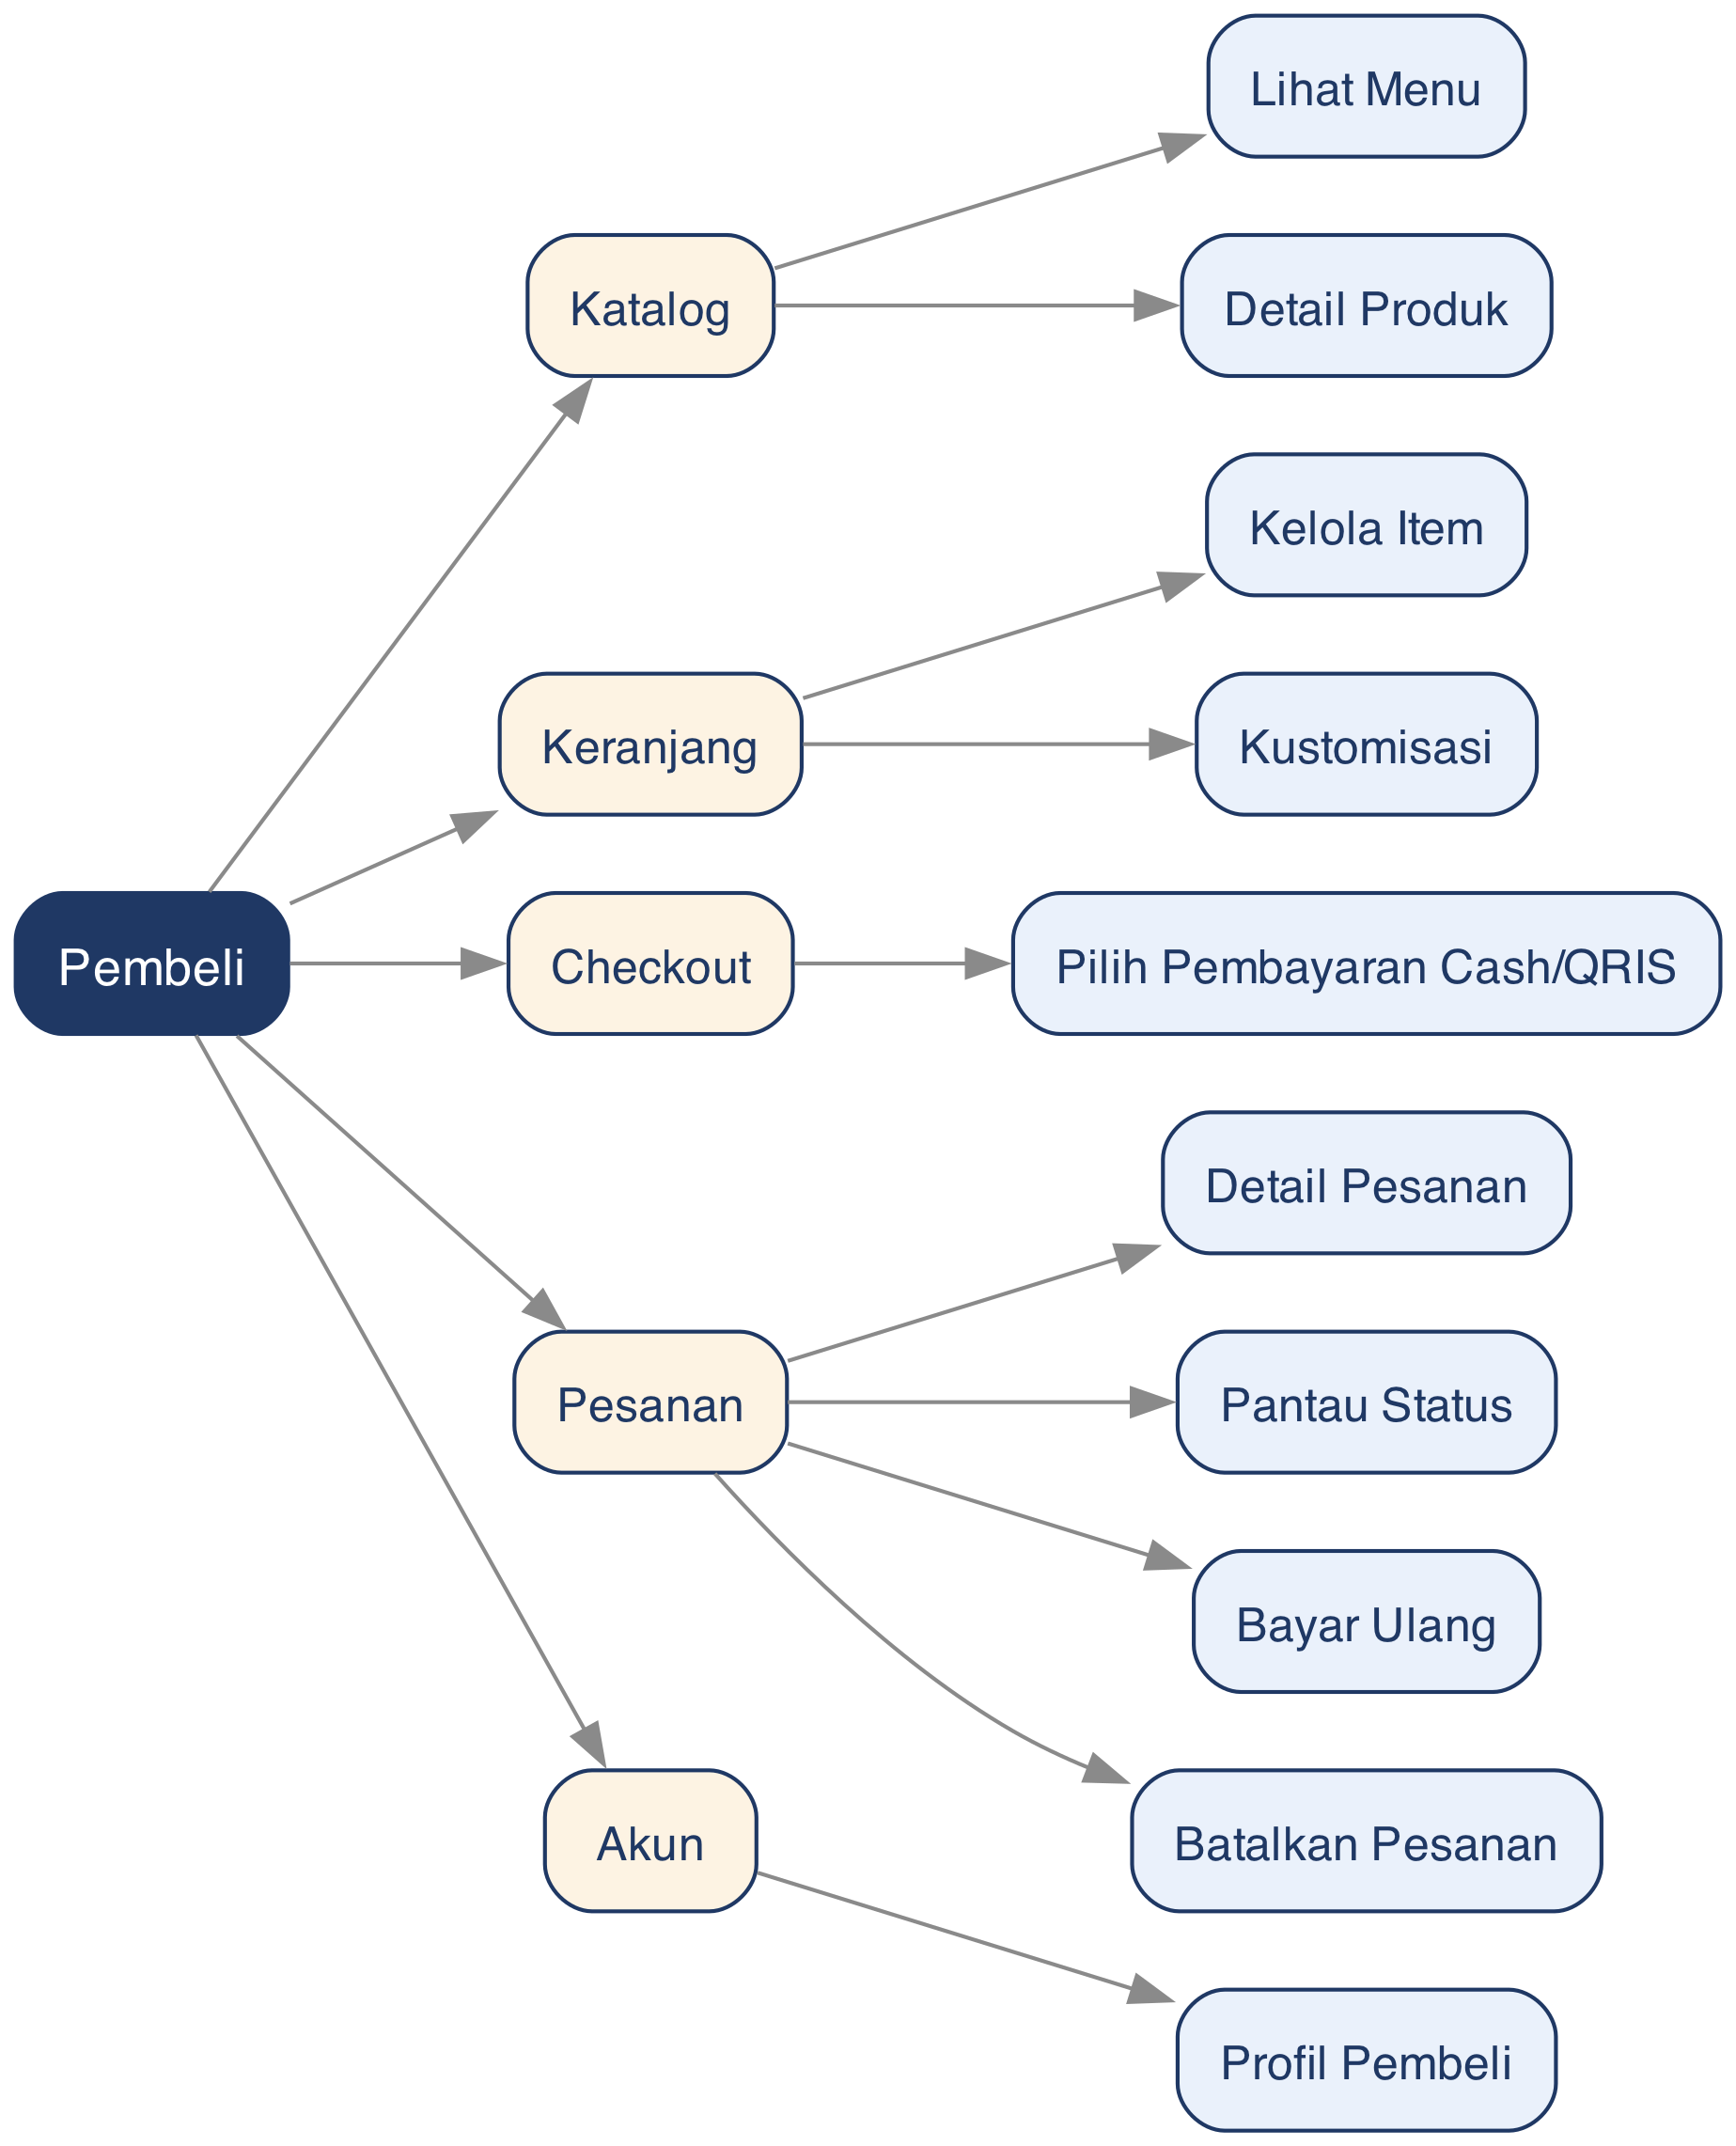 Pembeli
Katalog
Lihat Menu
Detail Produk
Keranjang
Kelola Item
Kustomisasi
Checkout
Pilih Pembayaran Cash/QRIS
Pesanan
Detail Pesanan
Pantau Status
Bayar Ulang
Batalkan Pesanan
Akun
Profil Pembeli